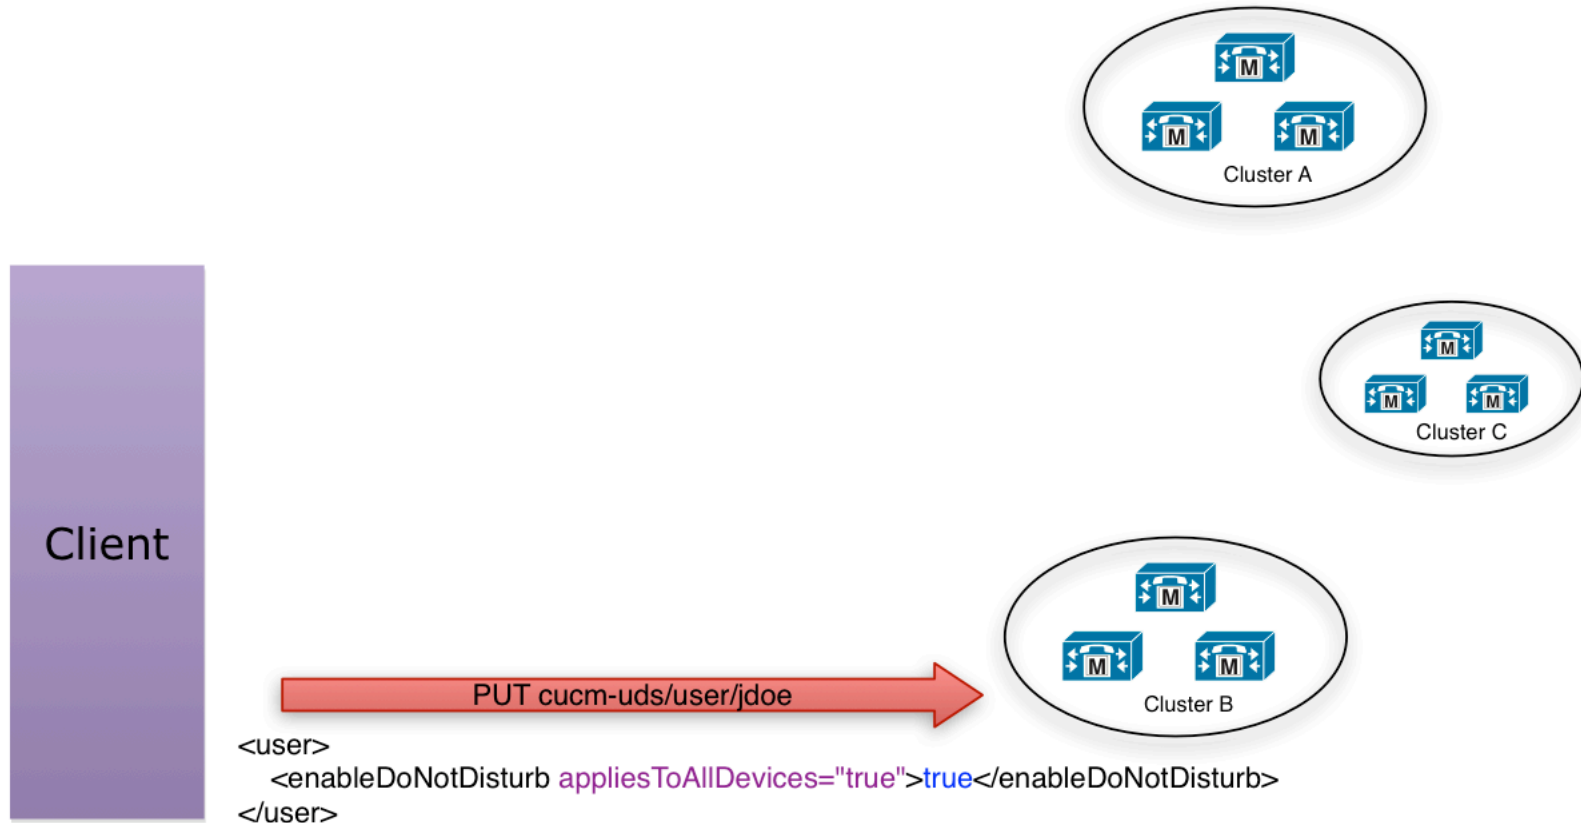 M
M
M
Cluster A
M
M
M
Cluster C
Client
M
M
M
Cluster B
PUT cucm-uds/user/jdoe
<user>
<enableDoNotDisturb appliesToAllDevices="true">true</enableDoNotDisturb>
</user>